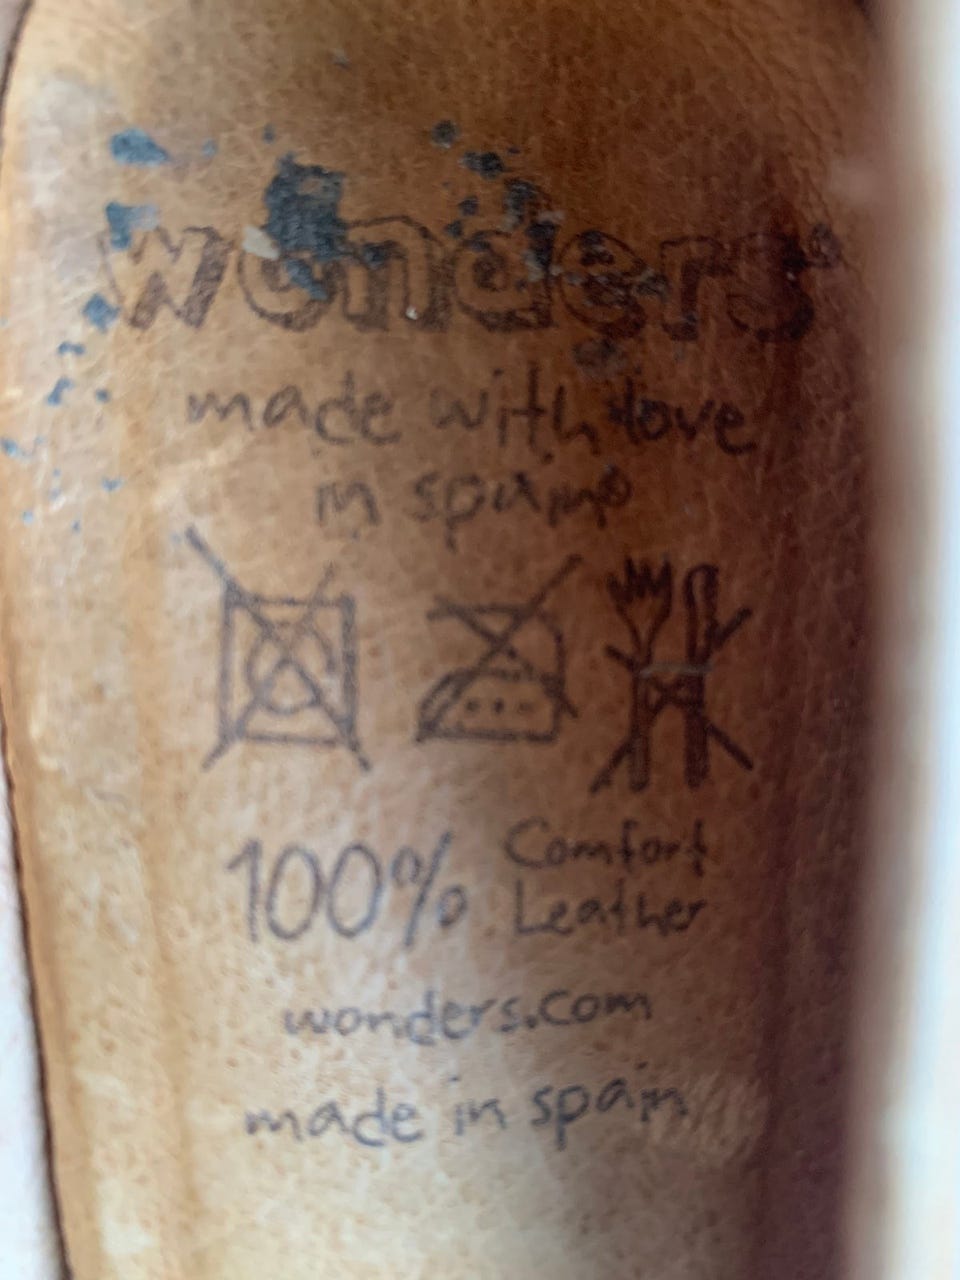 wonders®
made with love
in spain®
100% Comfort
Leather
wonders.com
made in spain